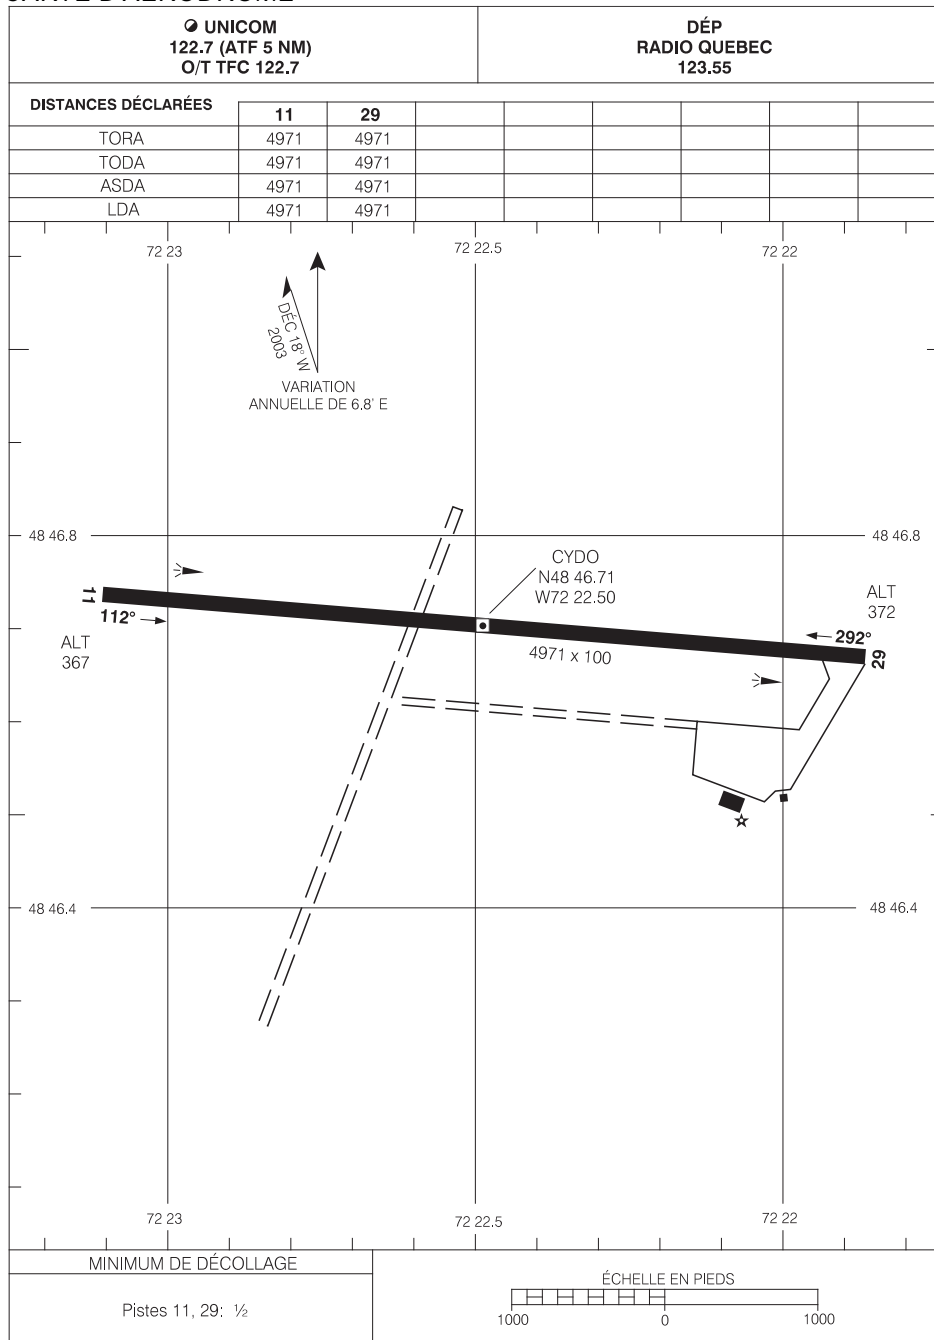 UNICOM
122.7 (ATF 5 NM)
O/T TFC 122.7
DÉP
RADIO QUEBEC
123.55
DISTANCES DÉCLARÉES
11 29
TORA 4971 4971
TODA 4971 4971
ASDA 4971 4971
LDA 4971 4971
72 23 72 22.5 72 22
DÉC 18° W
2003
VARIATION
ANNUELLE DE 6.8' E
48 46.8 48 46.8
CYDO
N48 46.71
W72 22.50
ALT
372
11
112°
292°
29
ALT
367
4971 x 100
48 46.4 48 46.4
72 23 72 22.5 72 22
MINIMUM DE DÉCOLLAGE
Pistes 11, 29: ½
ÉCHELLE EN PIEDS
1000 0 1000